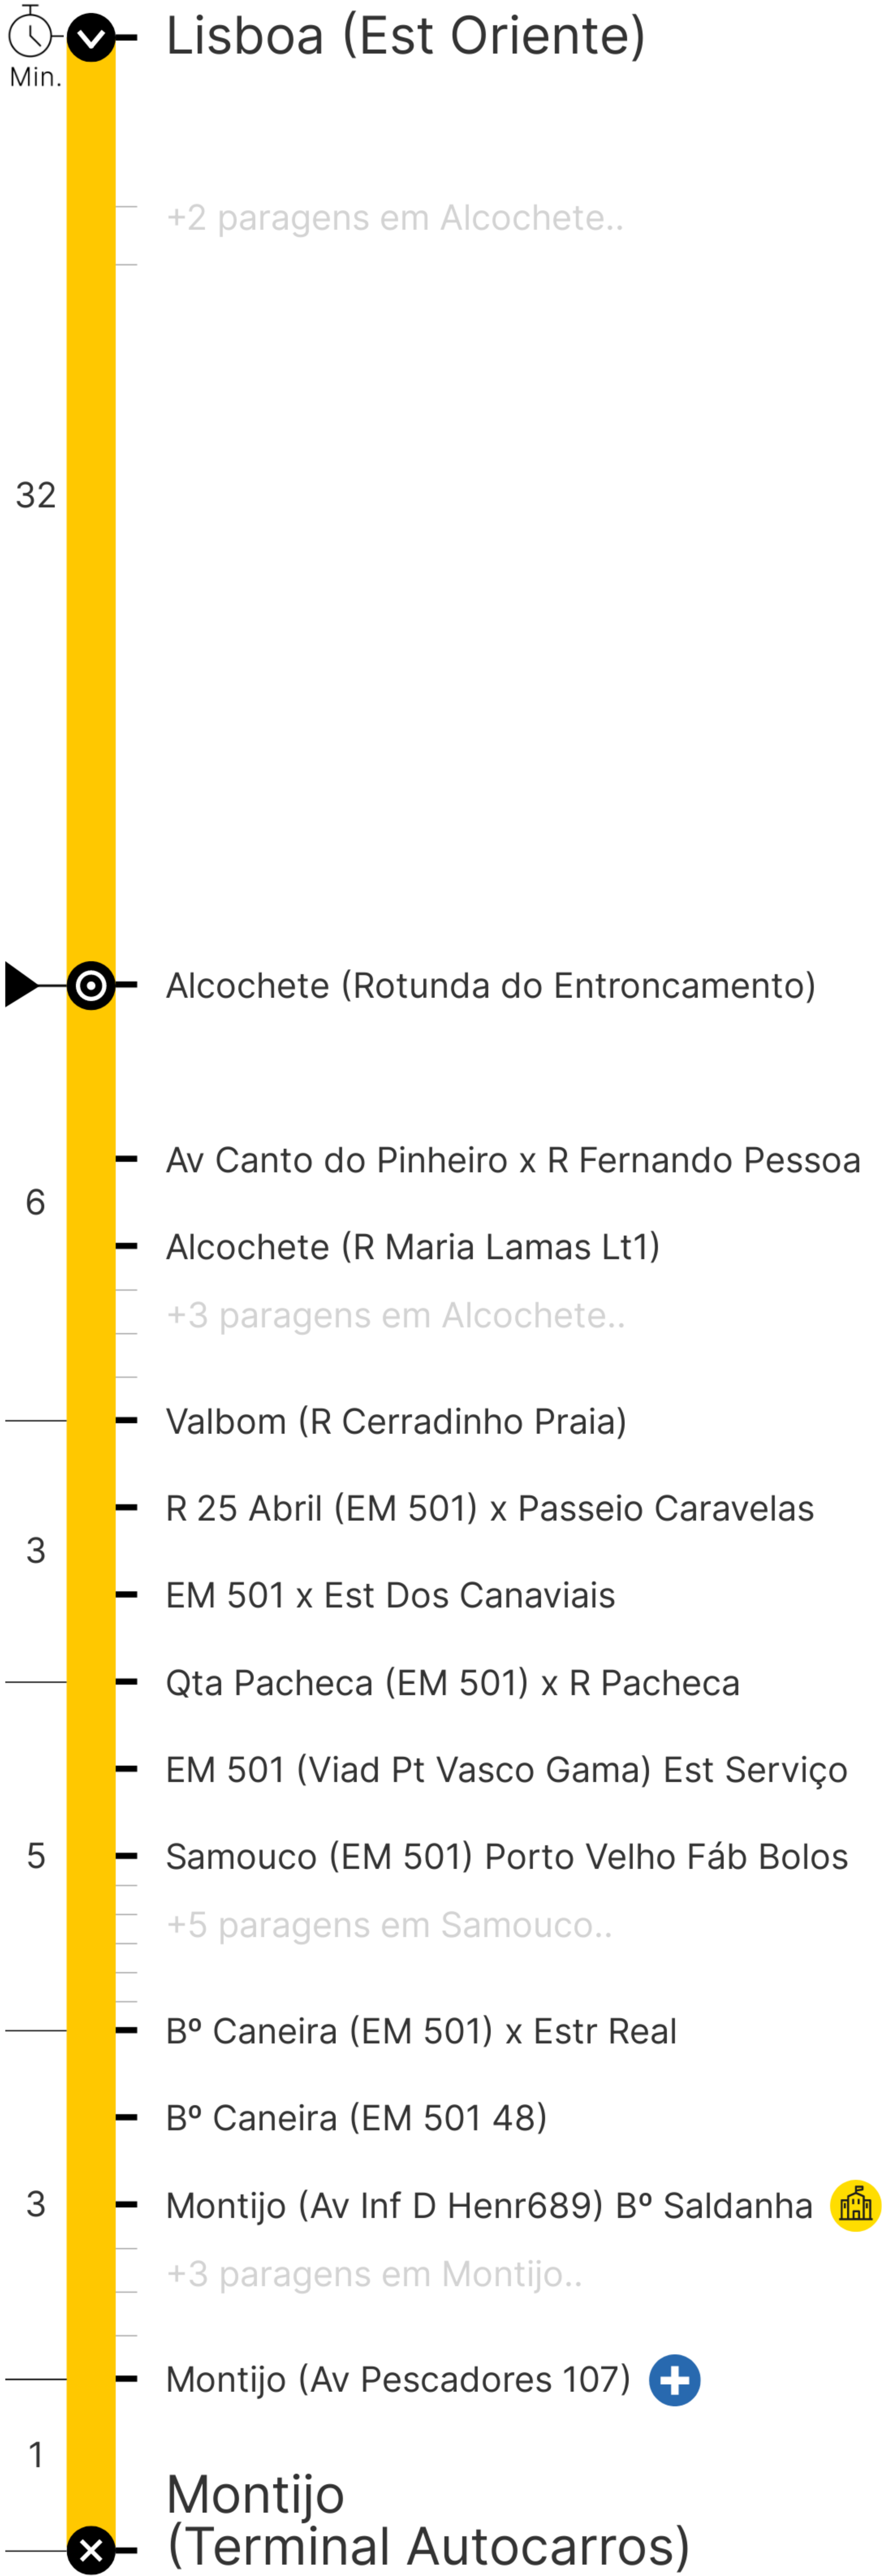 Lisboa (Est Oriente)
Min.
+2 paragens em Alcochete..
32
Alcochete (Rotunda do Entroncamento)
Av Canto do Pinheiro x R Fernando Pessoa
6
Alcochete (R Maria Lamas Lt1)
+3 paragens em Alcochete..
Valbom (R Cerradinho Praia)
R 25 Abril (EM 501) x Passeio Caravelas
3
EM 501 x Est Dos Canaviais
Qta Pacheca (EM 501) x R Pacheca
EM 501 (Viad Pt Vasco Gama) Est Serviço
5
Samouco (EM 501) Porto Velho Fáb Bolos
+5 paragens em Samouco..
Bº Caneira (EM 501) x Estr Real
Bº Caneira (EM 501 48)
3
Montijo (Av Inf D Henr689) Bº Saldanha
+3 paragens em Montijo..
Montijo (Av Pescadores 107)
1
Montijo
(Terminal Autocarros)